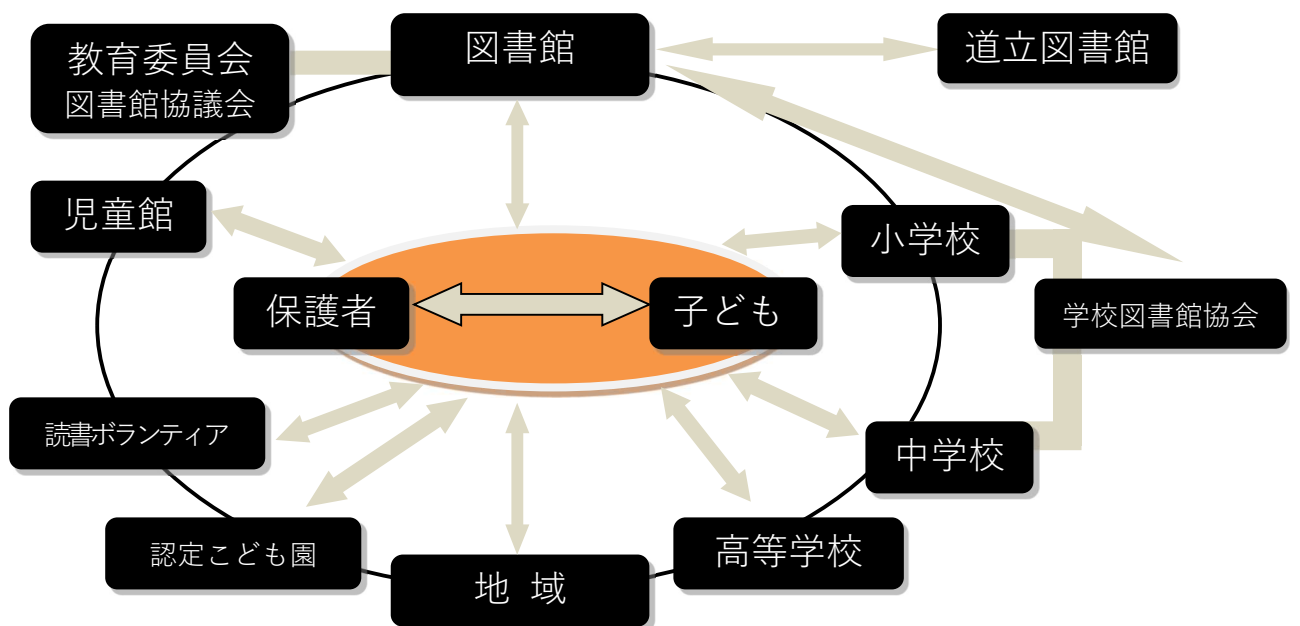 図書館
道立図書館
教育委員会
図書館協議会
児童館
小学校
保護者
子ども
学校図書館協会
読書ボランティア
中学校
認定こども園
高等学校
地 域